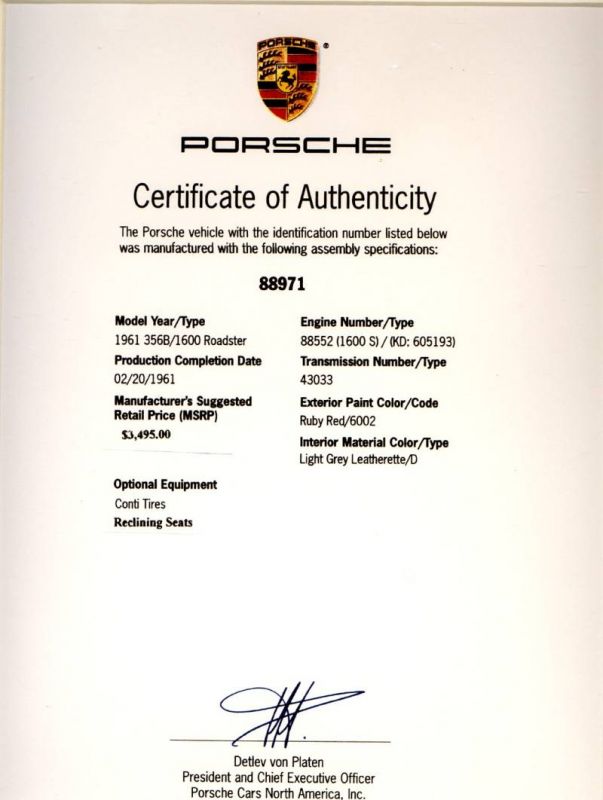 PORSCHE
®
PORSCHE
Certificate of Authenticity
The Porsche vehicle with the identification number listed below
was manufactured with the following assembly specifications:
88971
Model Year/Type
1961 356B/1600 Roadster
Production Completion Date
02/20/1961
Manufacturer's Suggested
Retail Price (MSRP)
$3,495.00
Engine Number/Type
88552 (1600 S) / (KD: 605193)
Transmission Number/Type
43033
Exterior Paint Color/Code
Ruby Red/6002
Interior Material Color/Type
Light Grey Leatherette/D
Optional Equipment
Conti Tires
Reclining Seats
Detlev von Platen
President and Chief Executive Officer
Porsche Cars North America, Inc.